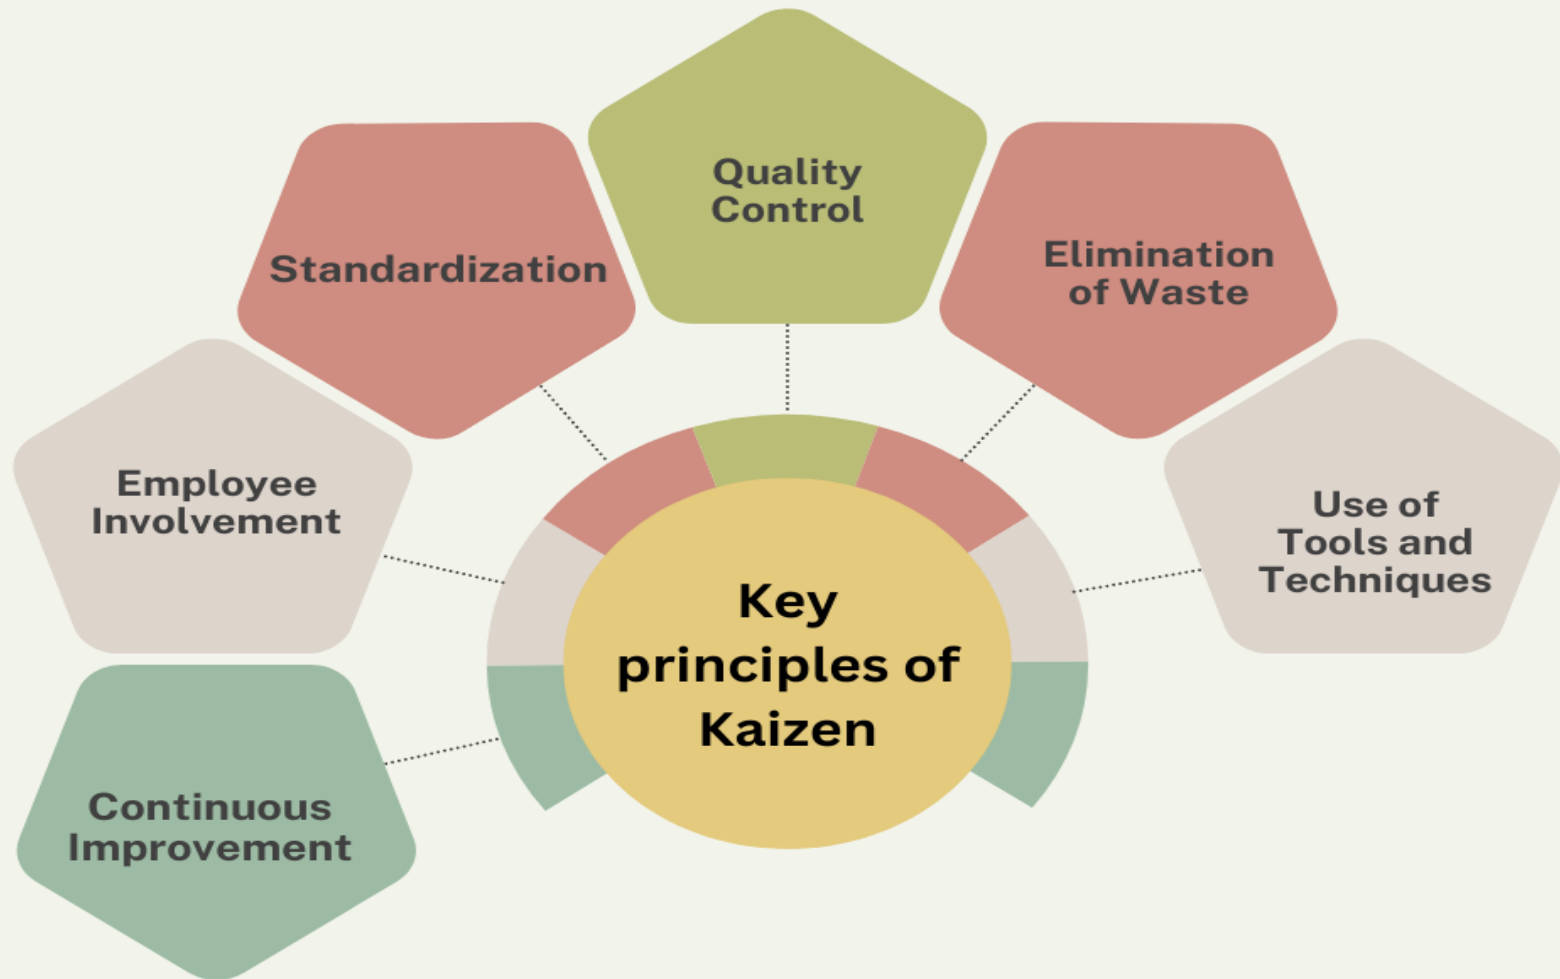 Quality
Control
Standardization
Elimination
of Waste
Employee
Involvement
Use of
Tools and
Techniques
Key
principles of
Kaizen
Continuous
Improvement